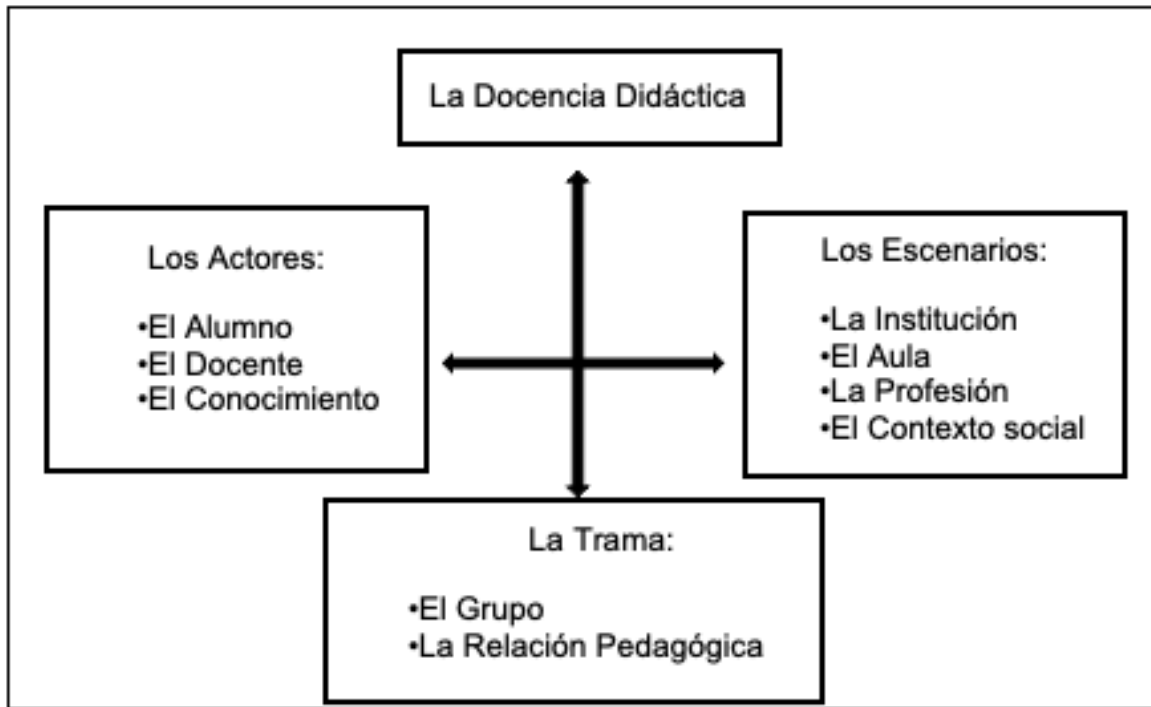 La Docencia Didáctica
Los Actores:
•El Alumno
•El Docente
•El Conocimiento
Los Escenarios:
•La Institución
•El Aula
•La Profesión
•El Contexto social
La Trama:
•El Grupo
•La Relación Pedagógica